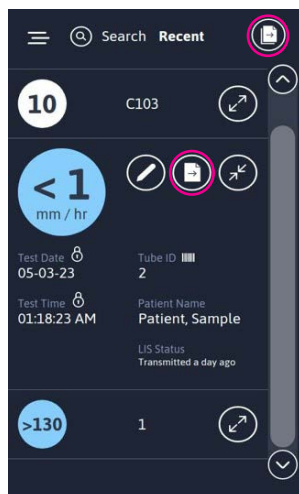 Search Recent
10 C103
< 1
mm / hr
Test Date Tube ID
05-03-23 2
Test Time Patient Name
01:18:23 AM Patient, Sample
LIS Status
Transmitted a day ago
>130 1